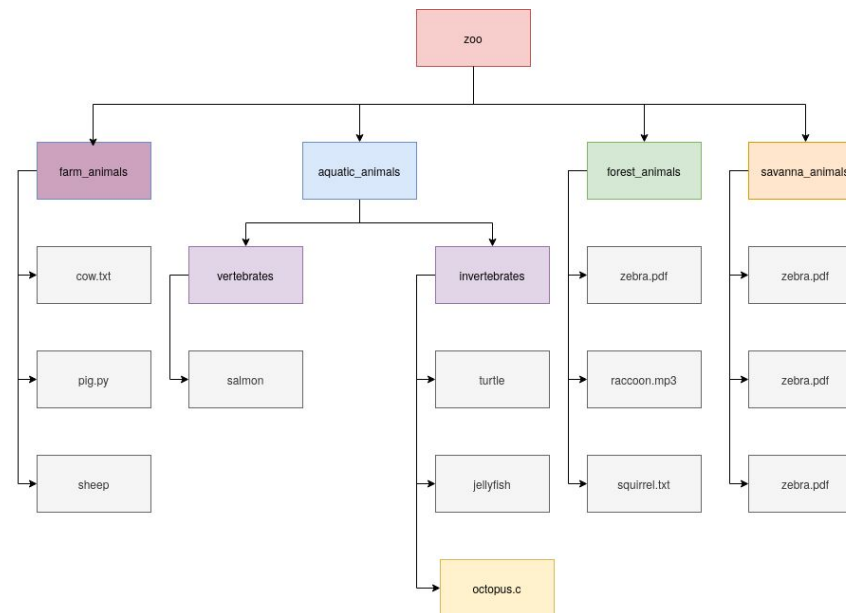 zoo
farm_animals
aquatic_animals
forest_animals
savanna_animals
cow.txt
vertebrates
invertebrates
zebra.pdf
zebra.pdf
pig.py
salmon
turtle
raccoon.mp3
zebra.pdf
sheep
jellyfish
squirrel.txt
zebra.pdf
octopus.c